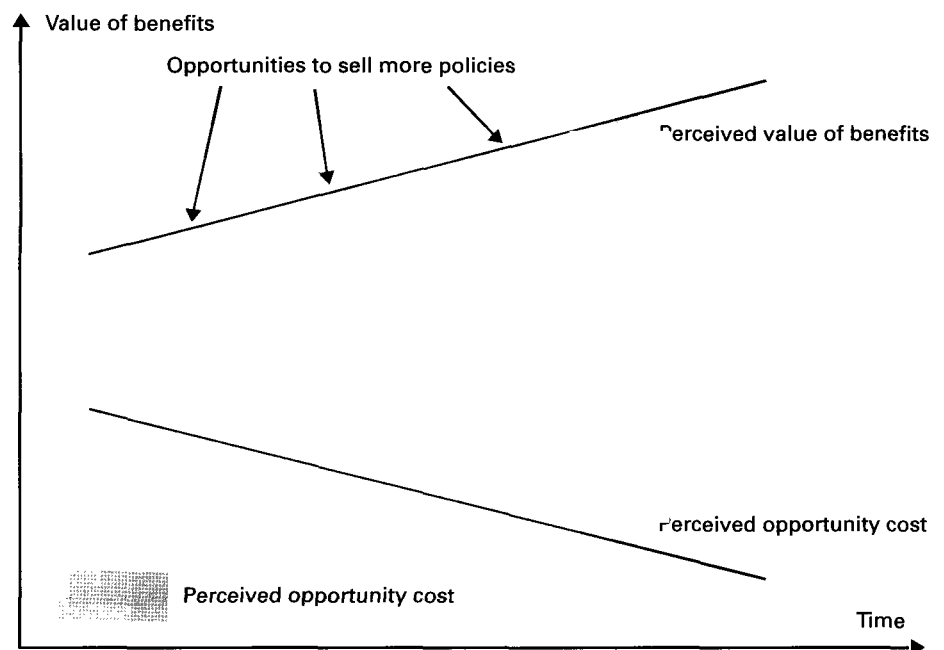 Value of benefits
Opportunities to sell more policies
Perceived value of benefits
Perceived opportunity cost
Perceived opportunity cost
Time